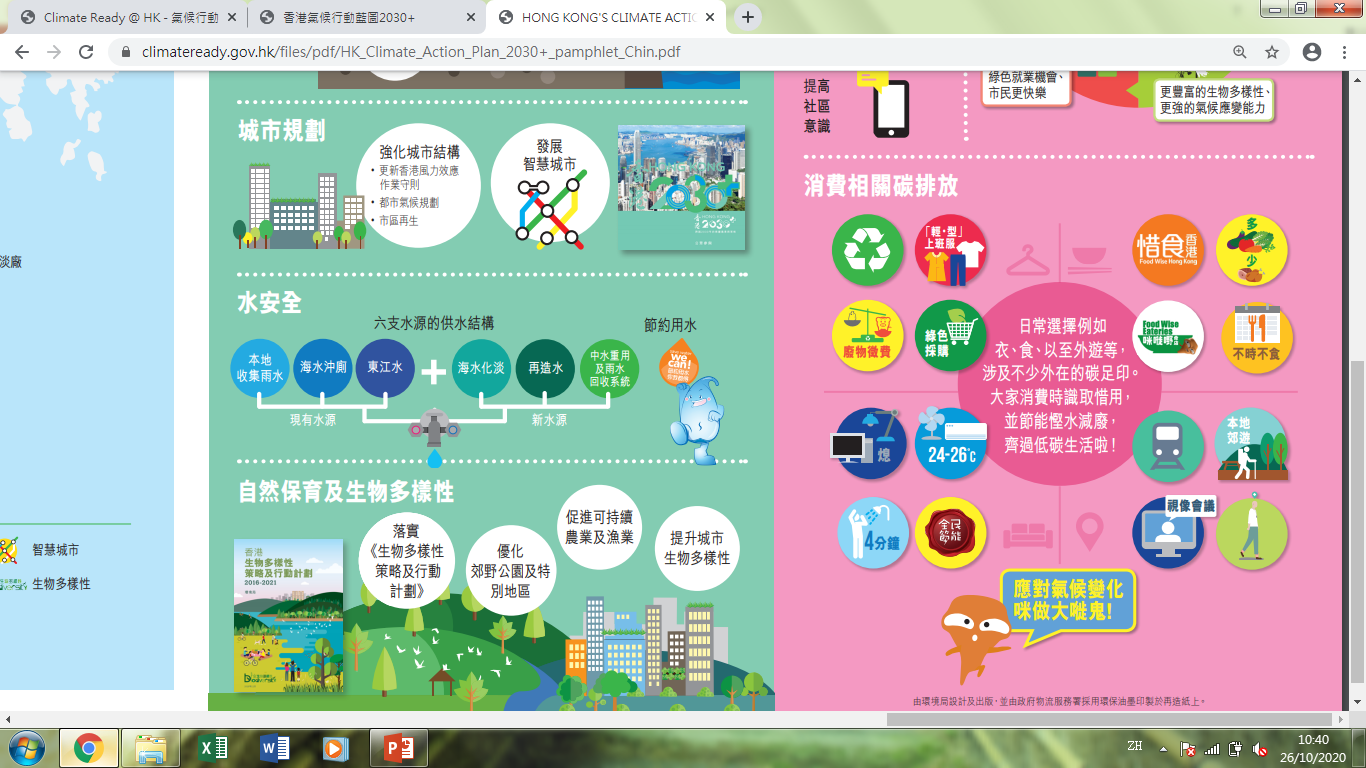 Climate Ready @ HK - 氣候行動
香港氣候行動藍圖2030+
HONG KONG'S CLIMATE ACTIO
climateready.gov.hk/files/pdf/HK_Climate_Action_Plan_2030+_pamphlet_Chin.pdf
淡廠
智慧城市
生物多樣性
城市規劃
強化城市結構
• 更新香港風力效應
作業守則
• 都市氣候規劃
• 市區再生
發展
智慧城市
2030+
水安全
六支水源的供水結構
節約用水
本地
收集雨水
海水沖廁
東江水
海水化淡
再造水
中水重用
及雨水
回收系統
we
can!
現有水源
新水源
自然保育及生物多樣性
香港
生物多樣性
策略及行動計劃
2016-2021
落實
《生物多樣性
策略及行動
計劃》
優化
郊野公園及特
別地區
促進可持續
農業及漁業
提升城市
生物多樣性
提高
社區
意識
綠色就業機會、
市民更快樂
更豐富的生物多樣性、
更強的氣候應變能力
消費相關碳排放
「輕‧型」
上班服
惜食香港
Food Wise Hong Kong
多
少
廢物徵費
綠色
採購
Food Wise
Eateries
咪嘥嘢食店
不時不食
日常選擇例如
衣、食、以至外遊等，
涉及不少外在的碳足印。
大家消費時識取惜用，
並節能慳水減廢，
齊過低碳生活啦！
熄
24-26℃
本地
郊遊
4分鐘
全民
節能
視像會議
應對氣候變化
咪做大嘥鬼!
由環境局設計及出版，並由政府物流服務署採用環保油墨印製於再造紙上。
ZH
10:40
26/10/2020